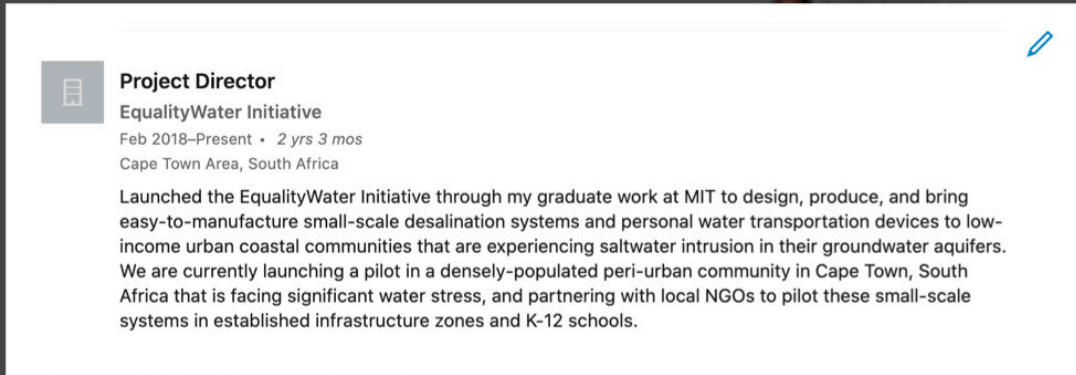 Project Director
EqualityWater Initiative
Feb 2018–Present • 2 yrs 3 mos
Cape Town Area, South Africa
Launched the EqualityWater Initiative through my graduate work at MIT to design, produce, and bring
easy-to-manufacture small-scale desalination systems and personal water transportation devices to low-
income urban coastal communities that are experiencing saltwater intrusion in their groundwater aquifers.
We are currently launching a pilot in a densely-populated peri-urban community in Cape Town, South
Africa that is facing significant water stress, and partnering with local NGOs to pilot these small-scale
systems in established infrastructure zones and K-12 schools.